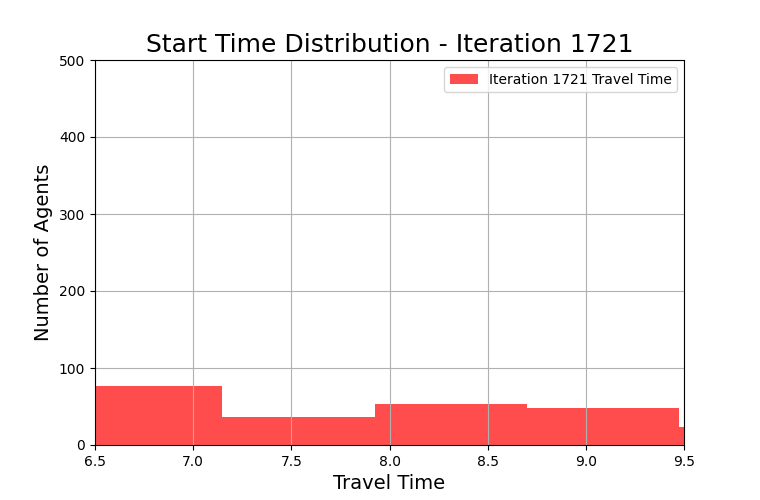 Start Time Distribution - Iteration 1721
Iteration 1721 Travel Time
Number of Agents
500
400
300
200
100
0
6.5 7.0 7.5 8.0 8.5 9.0 9.5
Travel Time